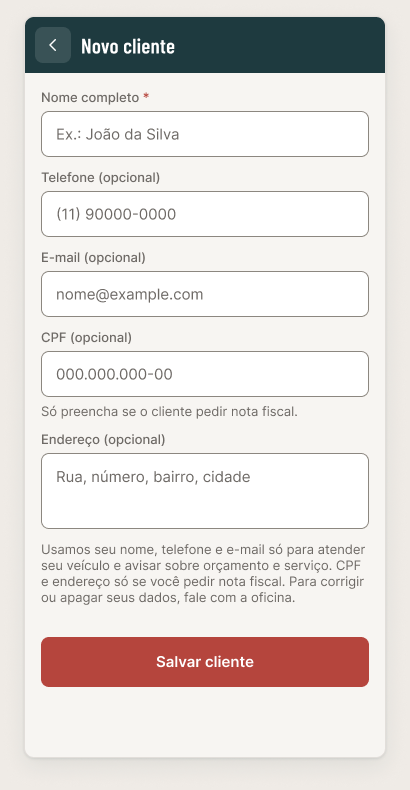 Novo cliente
Nome completo *
Ex.: João da Silva
Telefone (opcional)
(11) 90000-0000
E-mail (opcional)
nome@example.com
CPF (opcional)
000.000.000-00
Só preencha se o cliente pedir nota fiscal.
Endereço (opcional)
Rua, número, bairro, cidade
Usamos seu nome, telefone e e-mail só para atender
seu veículo e avisar sobre orçamento e serviço. CPF
e endereço só se você pedir nota fiscal. Para corrigir
ou apagar seus dados, fale com a oficina.
Salvar cliente